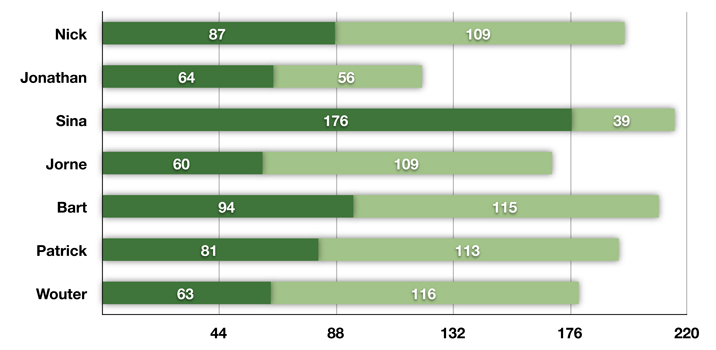 Nick 87 109
Jonathan 64 56
Sina 176 39
Jorne 60 109
Bart 94 115
Patrick 81 113
Wouter 63 116
44 88 132 176 220